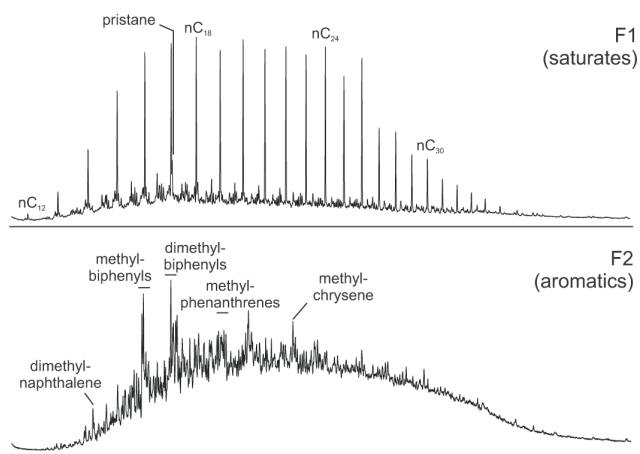 F1
(saturates)
pristane
nC₁₈
nC₂₄
nC₃₀
nC₁₂
F2
(aromatics)
methyl-
biphenyls
dimethyl-
biphenyls
methyl-
phenanthrenes
methyl-
chrysene
dimethyl-
naphthalene